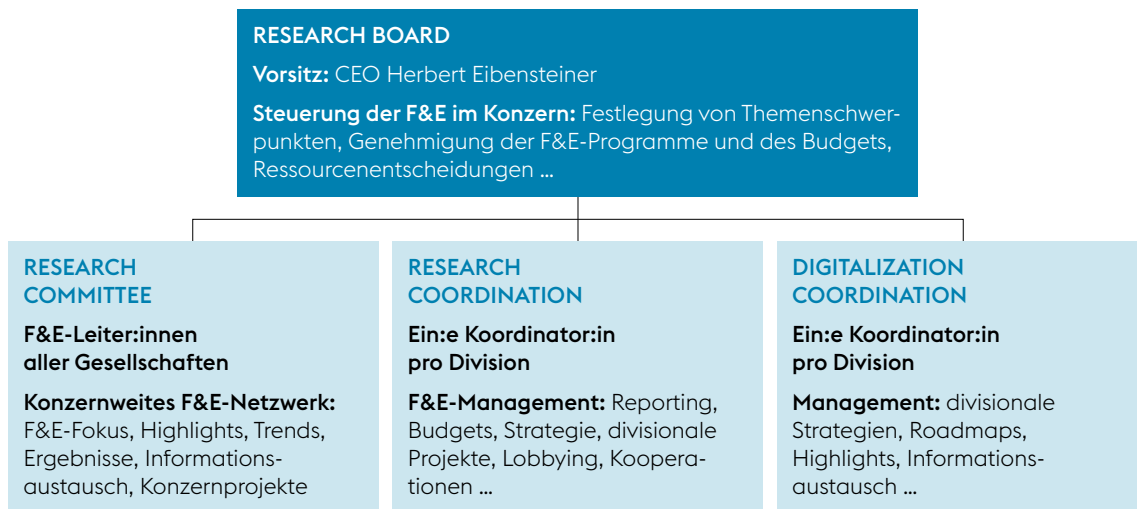 RESEARCH BOARD
Vorsitz: CEO Herbert Eibensteiner
Steuerung der F&E im Konzern: Festlegung von Themenschwer-
punkten, Genehmigung der F&E-Programme und des Budgets,
Ressourcenentscheidungen ...
RESEARCH
COMMITTEE
F&E-Leiter:innen
aller Gesellschaften
Konzernweites F&E-Netzwerk:
F&E-Fokus, Highlights, Trends,
Ergebnisse, Informations-
austausch, Konzernprojekte
RESEARCH
COORDINATION
Ein:e Koordinator:in
pro Division
F&E-Management: Reporting,
Budgets, Strategie, divisionale
Projekte, Lobbying, Koopera-
tionen ...
DIGITALIZATION
COORDINATION
Ein:e Koordinator:in
pro Division
Management: divisionale
Strategien, Roadmaps,
Highlights, Informations-
austausch ...